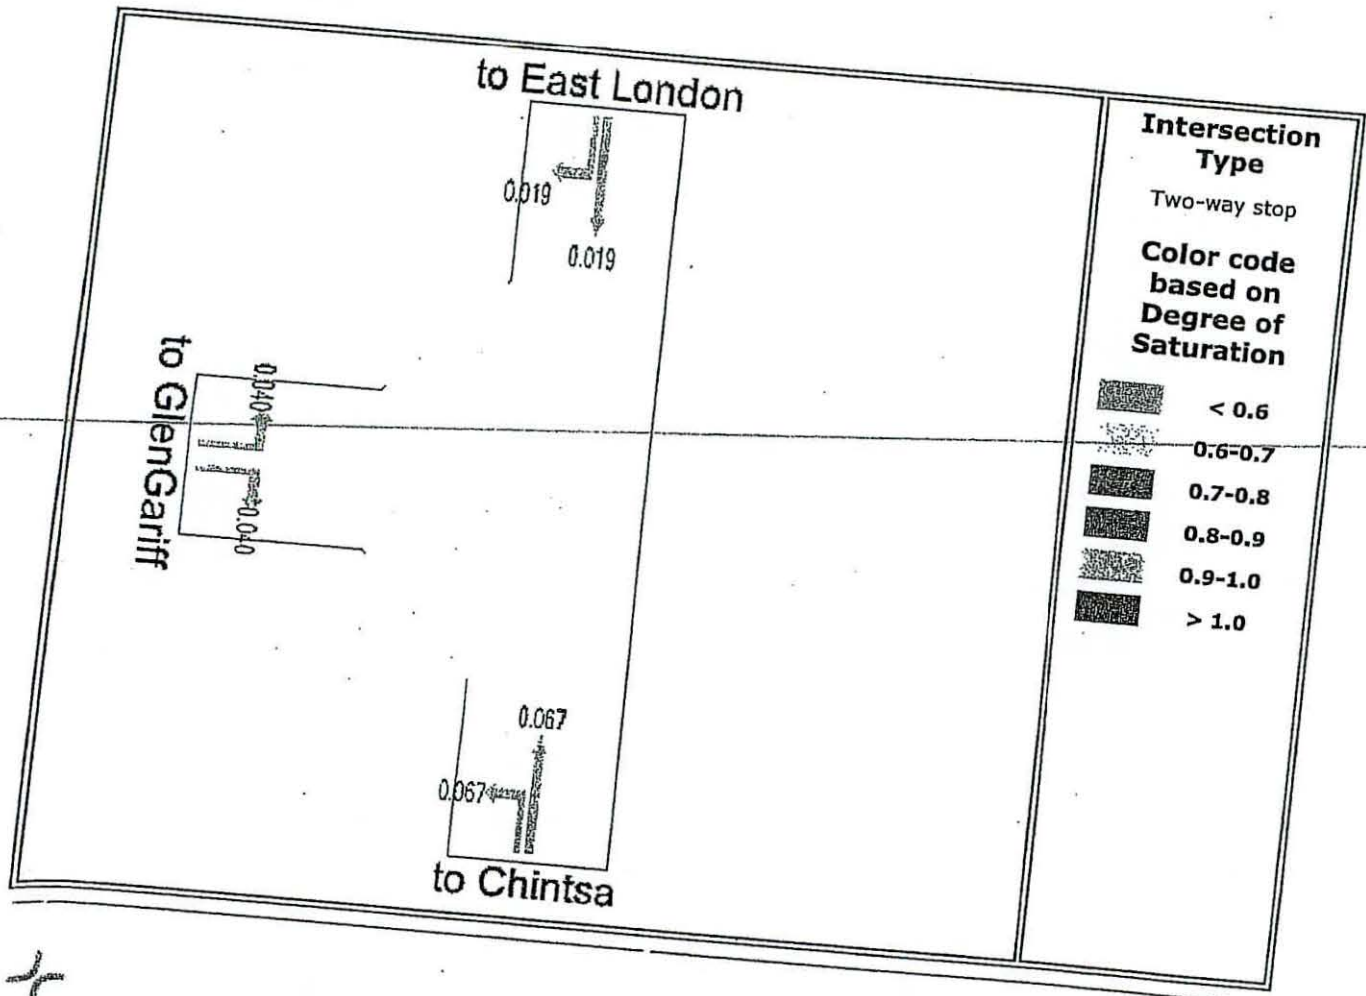 to East London
0.019
0.019
to GlenGariff
0.040
0.040
0.067
0.067
to Chintsa
Intersection
Type
Two-way stop
Color code
based on
Degree of
Saturation
< 0.6
0.6-0.7
0.7-0.8
0.8-0.9
0.9-1.0
> 1.0